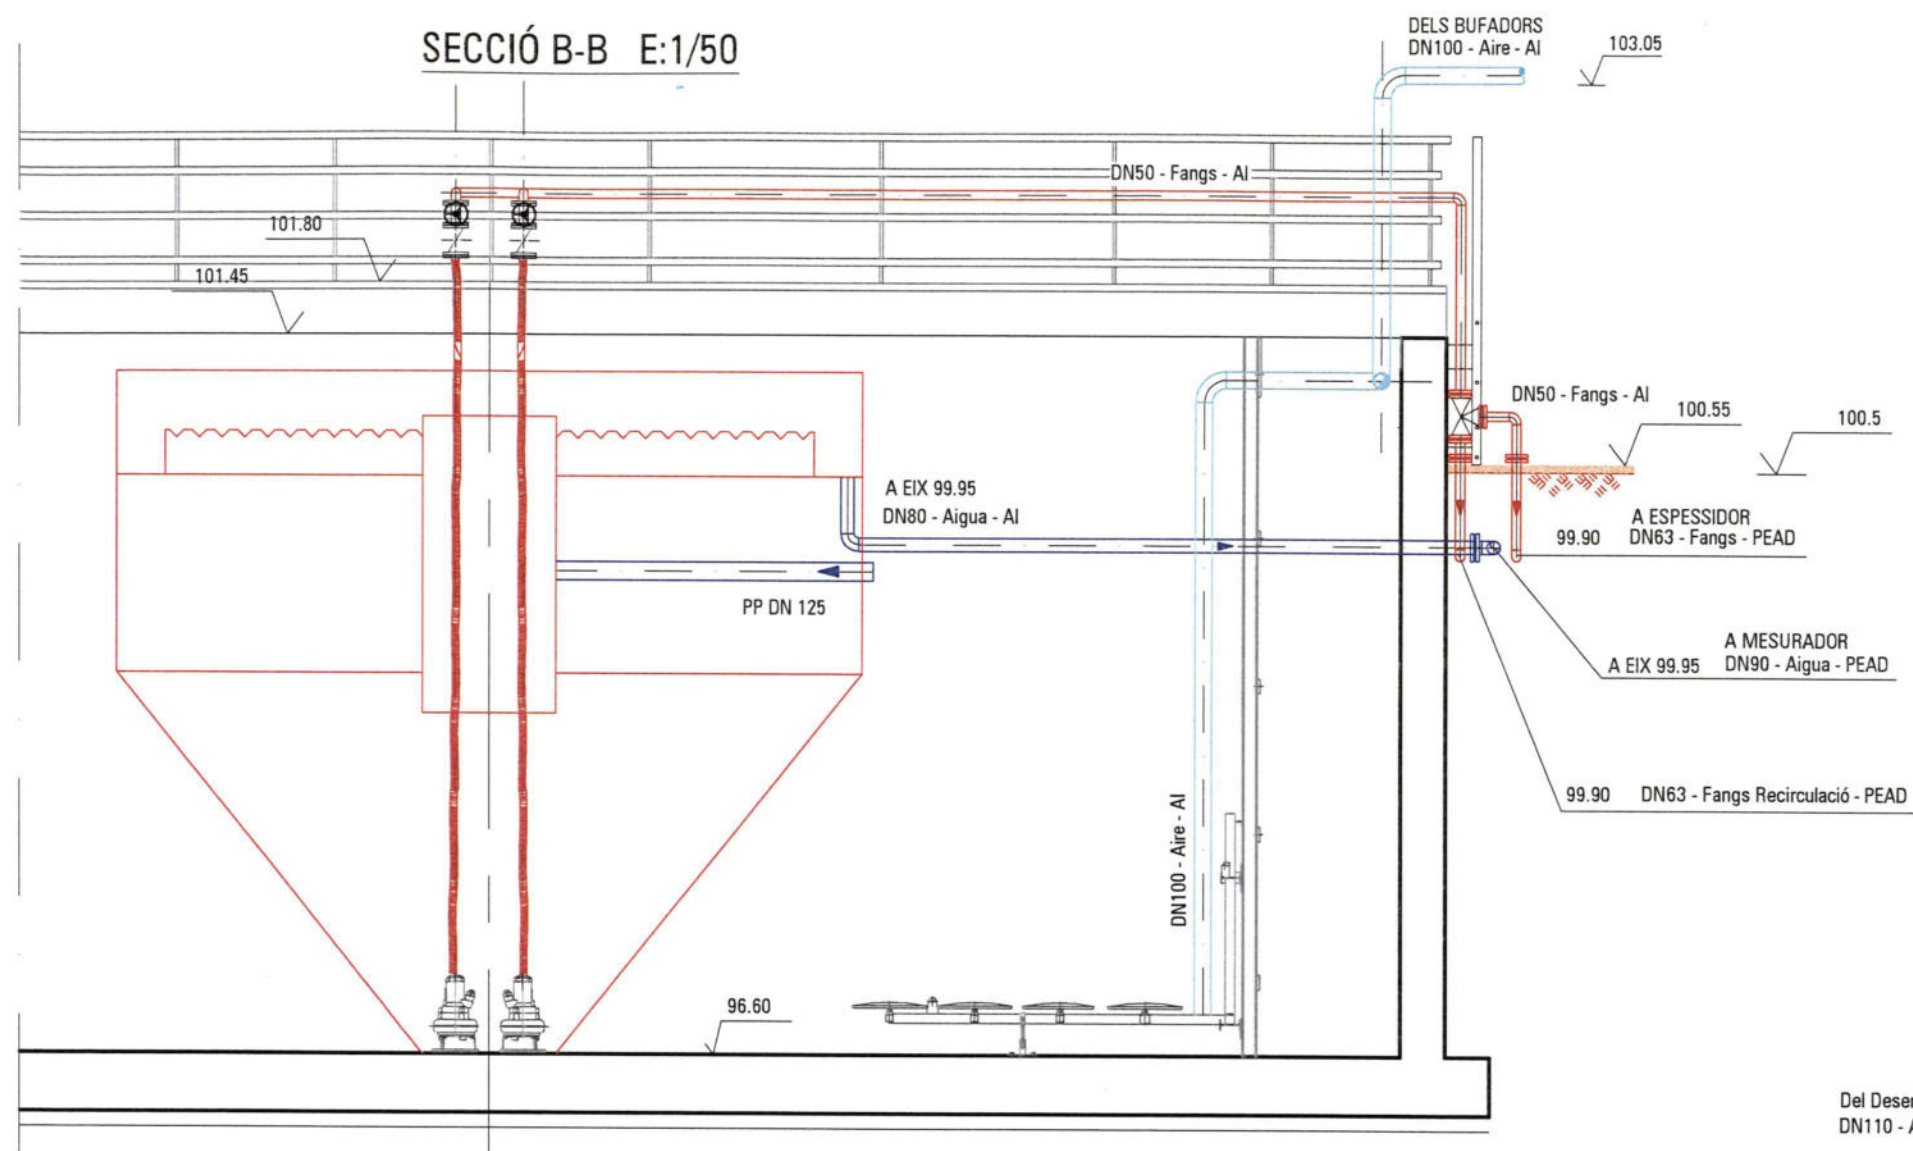 SECCIÓ B-B E:1/50
DELS BUFADORS
DN100 - Aire - AI
103.05
DN50 - Fangs - AI
101.80
101.45
DN50 - Fangs - AI
100.55
100.5
A EIX 99.95
DN80 - Aigua - AI
A ESPESSIDOR
99.90 DN63 - Fangs - PEAD
PP DN 125
A MESURADOR
A EIX 99.95 DN90 - Aigua - PEAD
99.90 DN63 - Fangs Recirculació - PEAD
DN100 - Aire - AI
96.60
Del Deser
DN110 - A